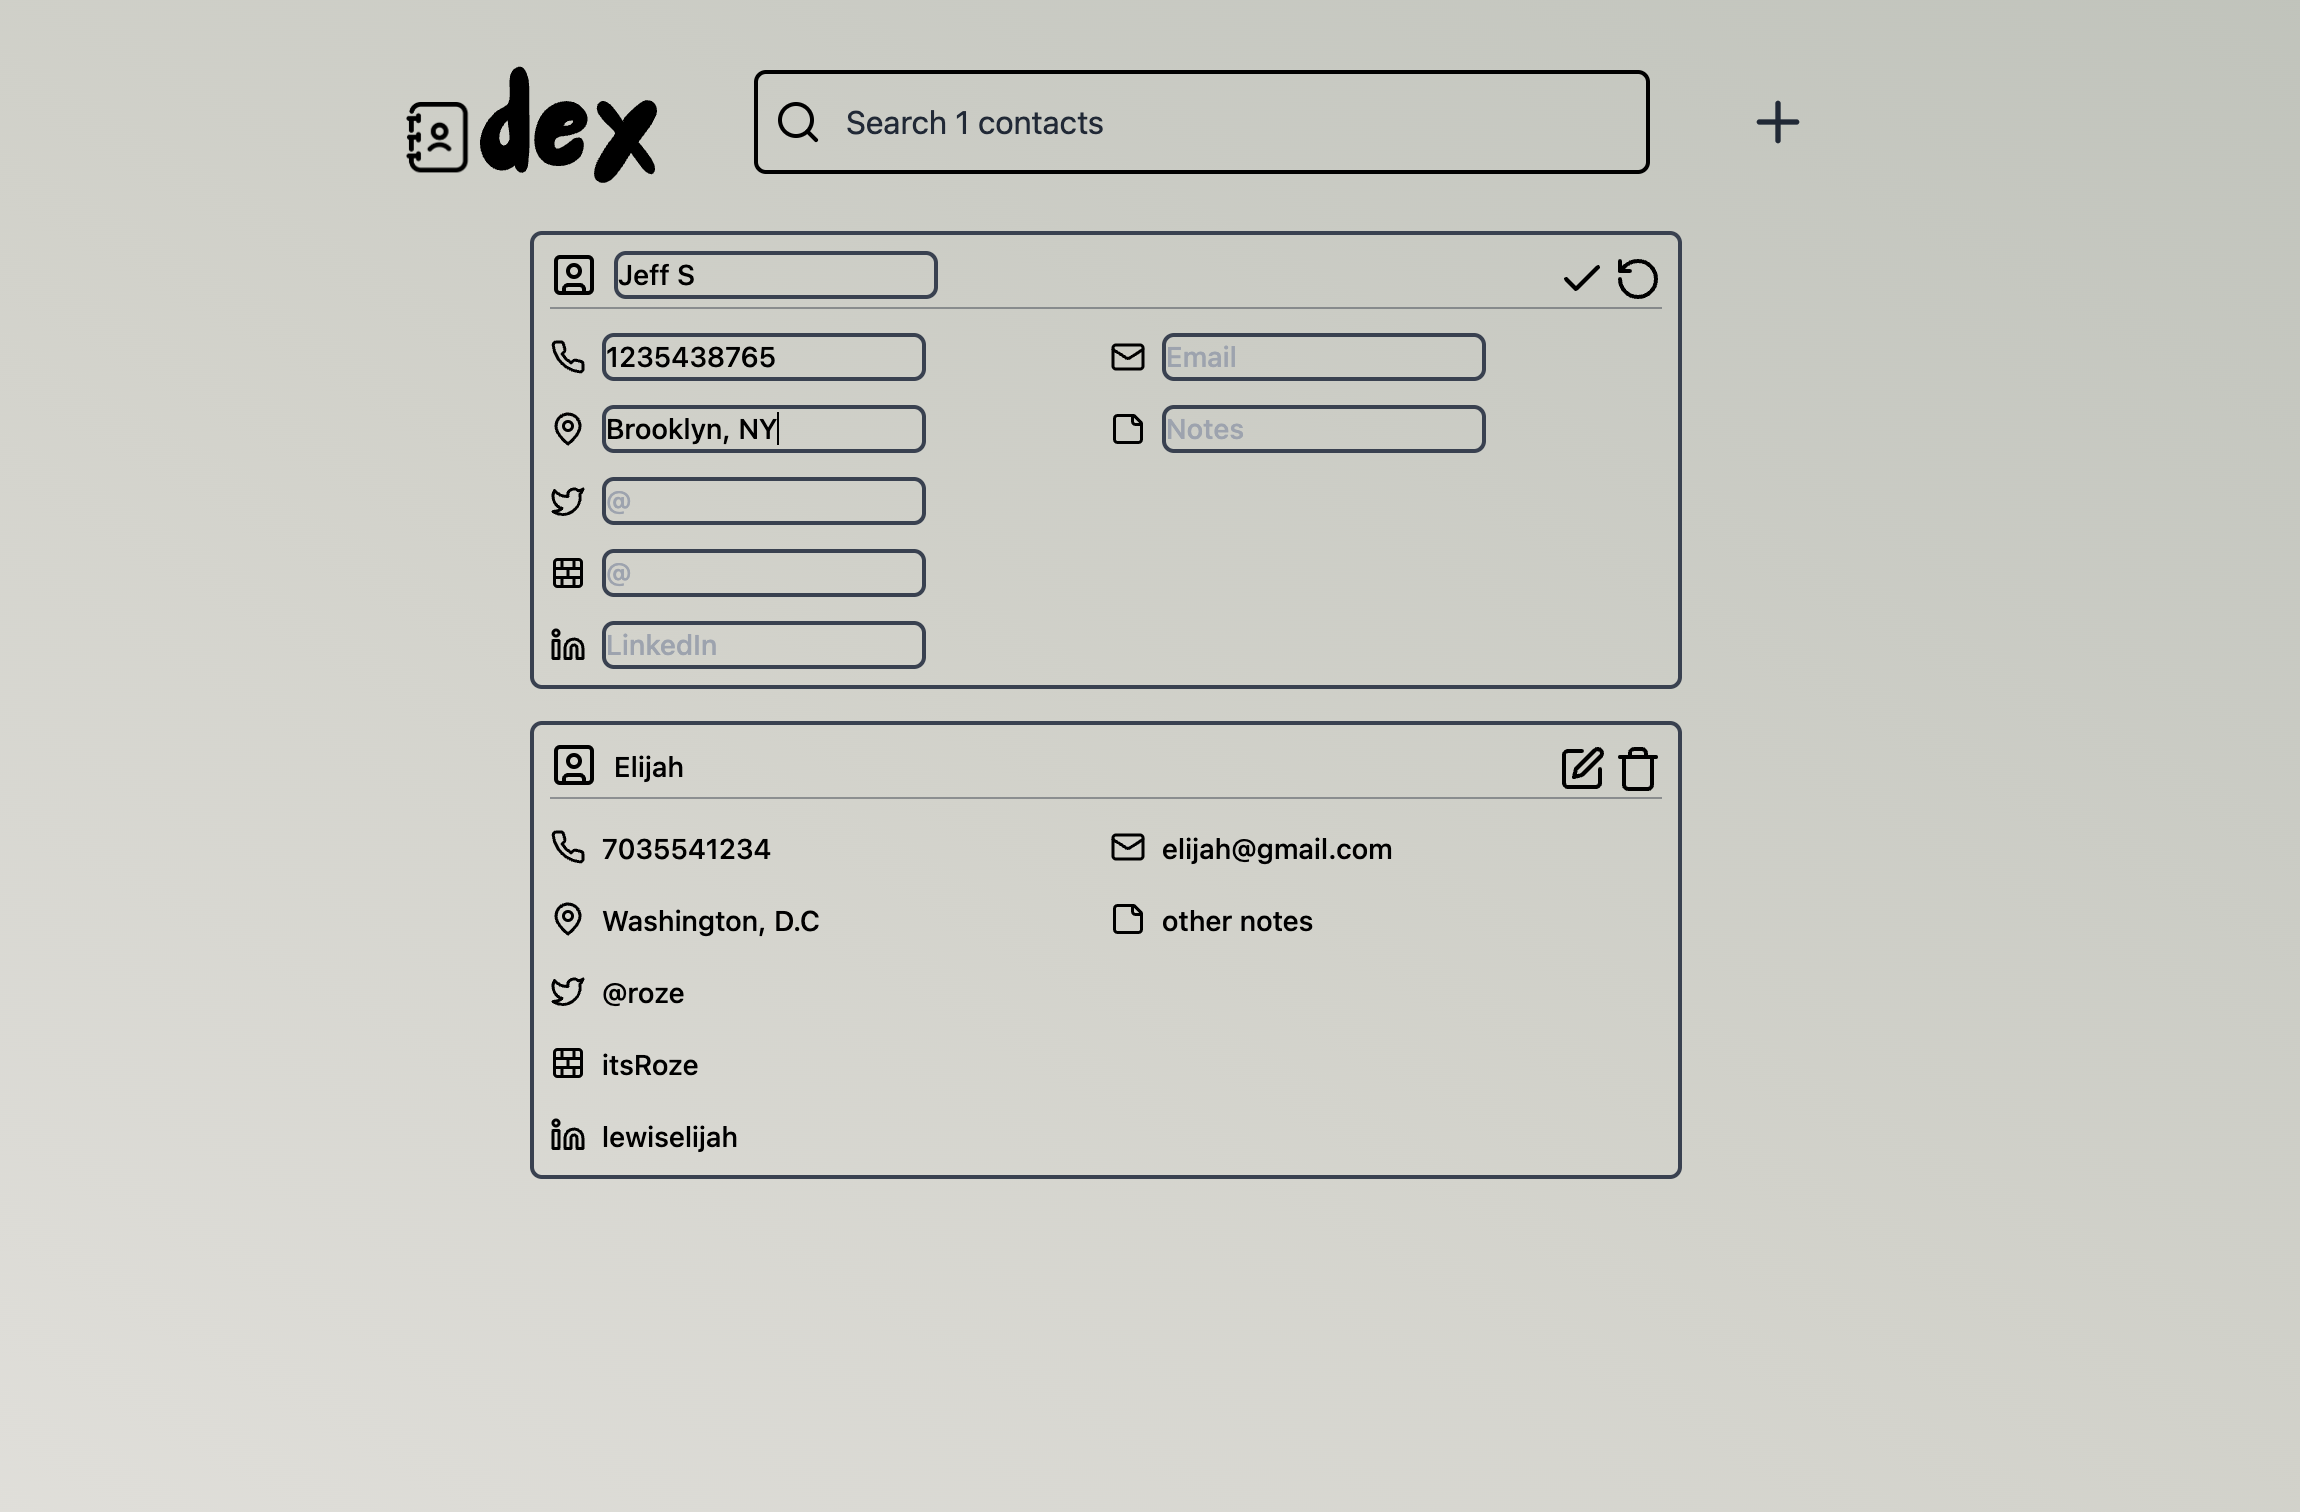 dex
Search 1 contacts
Jeff S
1235438765
Email
Brooklyn, NY
Notes
@
@
LinkedIn
Elijah
7035541234
elijah@gmail.com
Washington, D.C
other notes
@roze
itsRoze
lewiselijah